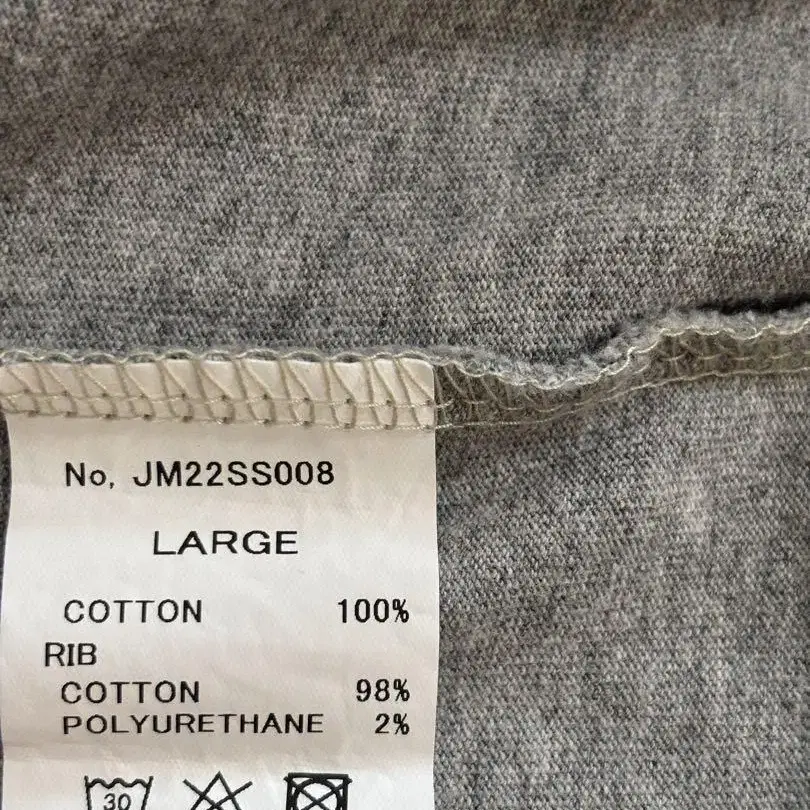 No, JM22SS008
LARGE
COTTON 100%
RIB
COTTON 98%
POLYURETHANE 2%
30